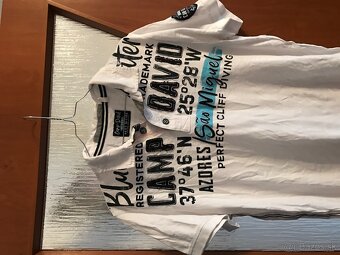 Blu
REGISTERED TRADEMARK
CAMP DAVID
37°46'N 25°28'W
AZORES São Miguel
PERFECT CLIFF DIVING